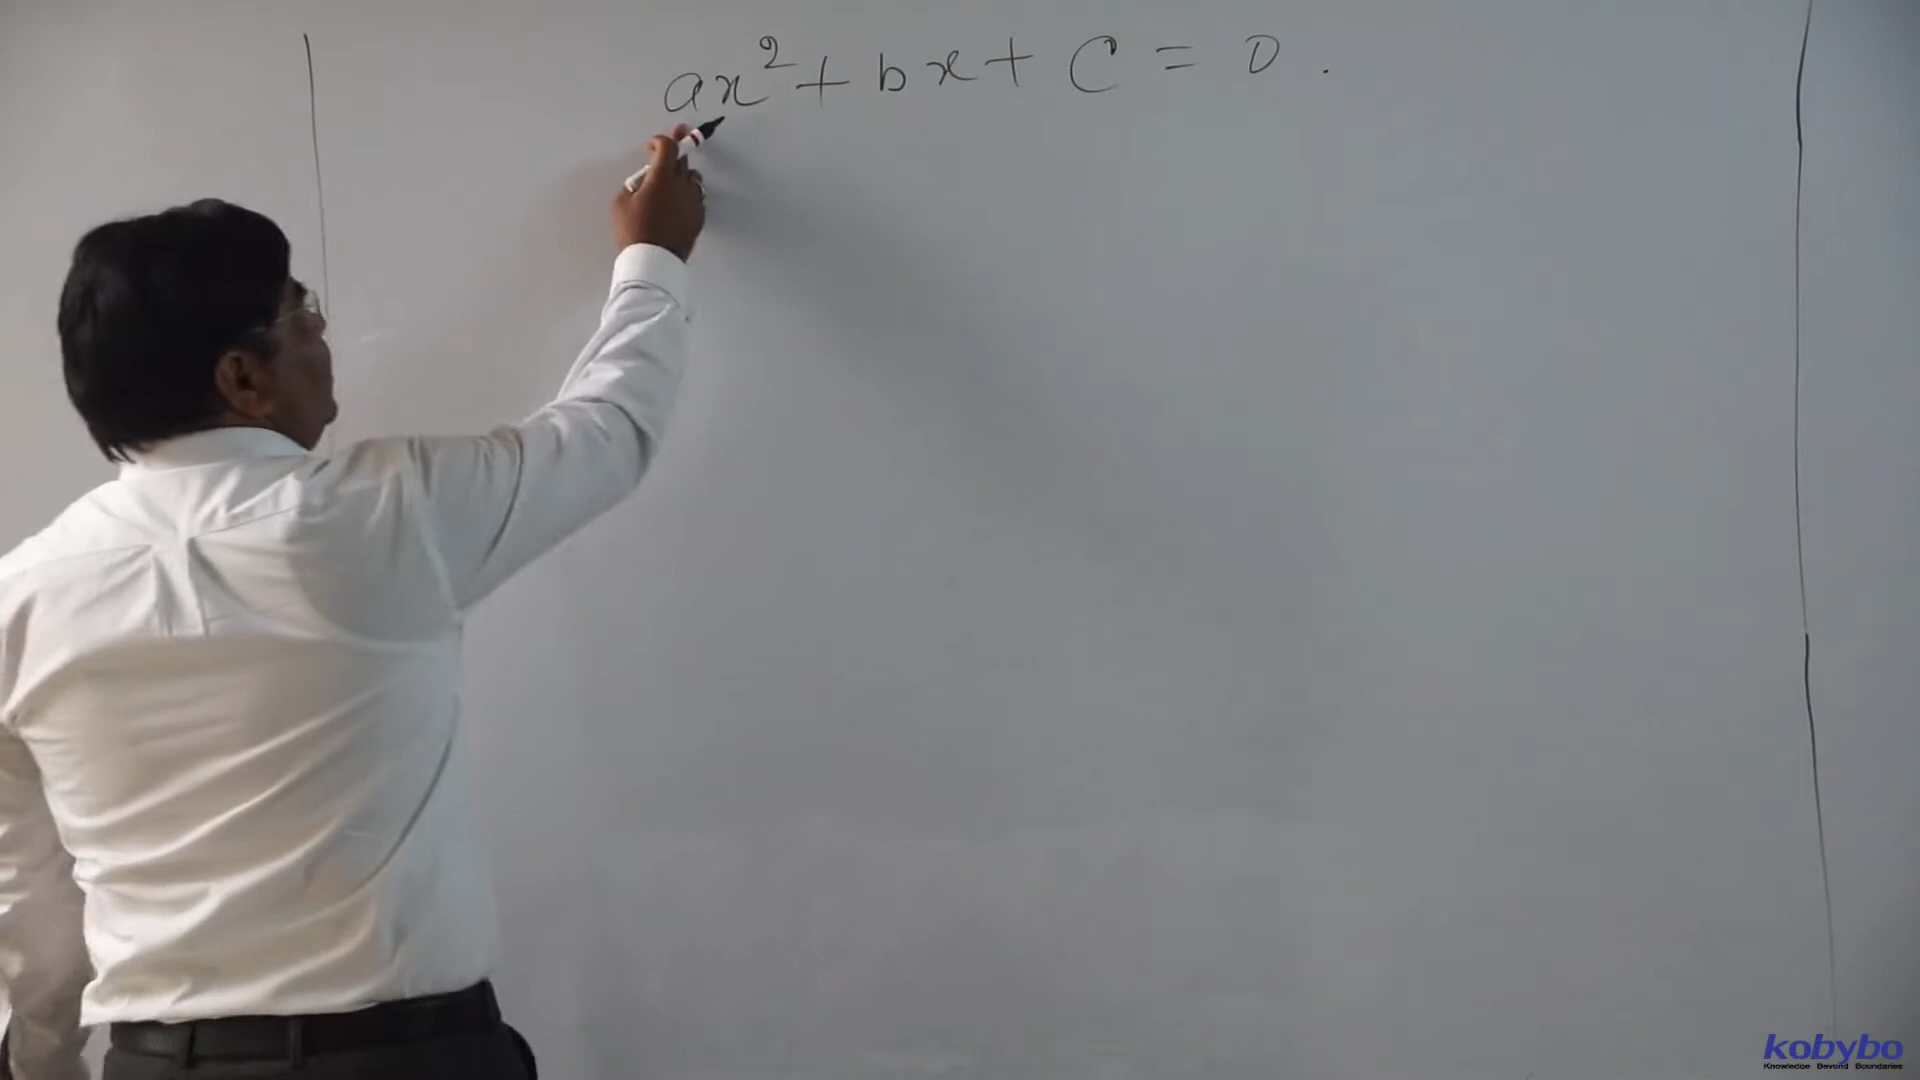 ax² + bx + c = 0 .
kobybo
Knowledge Beyond Boundaries